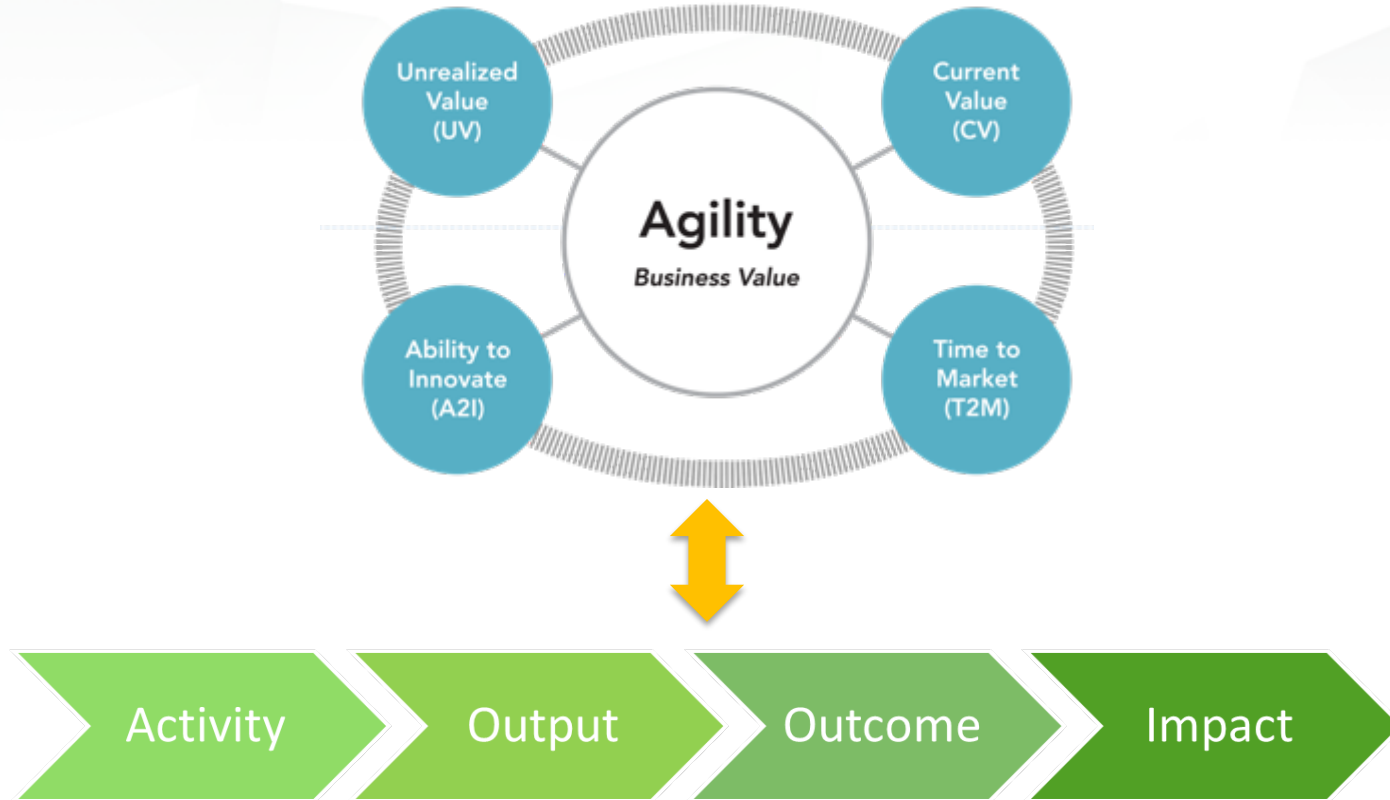 Unrealized
Value
(UV)
Current
Value
(CV)
Agility
Business Value
Ability to
Innovate
(A2I)
Time to
Market
(T2M)
Activity
Output
Outcome
Impact